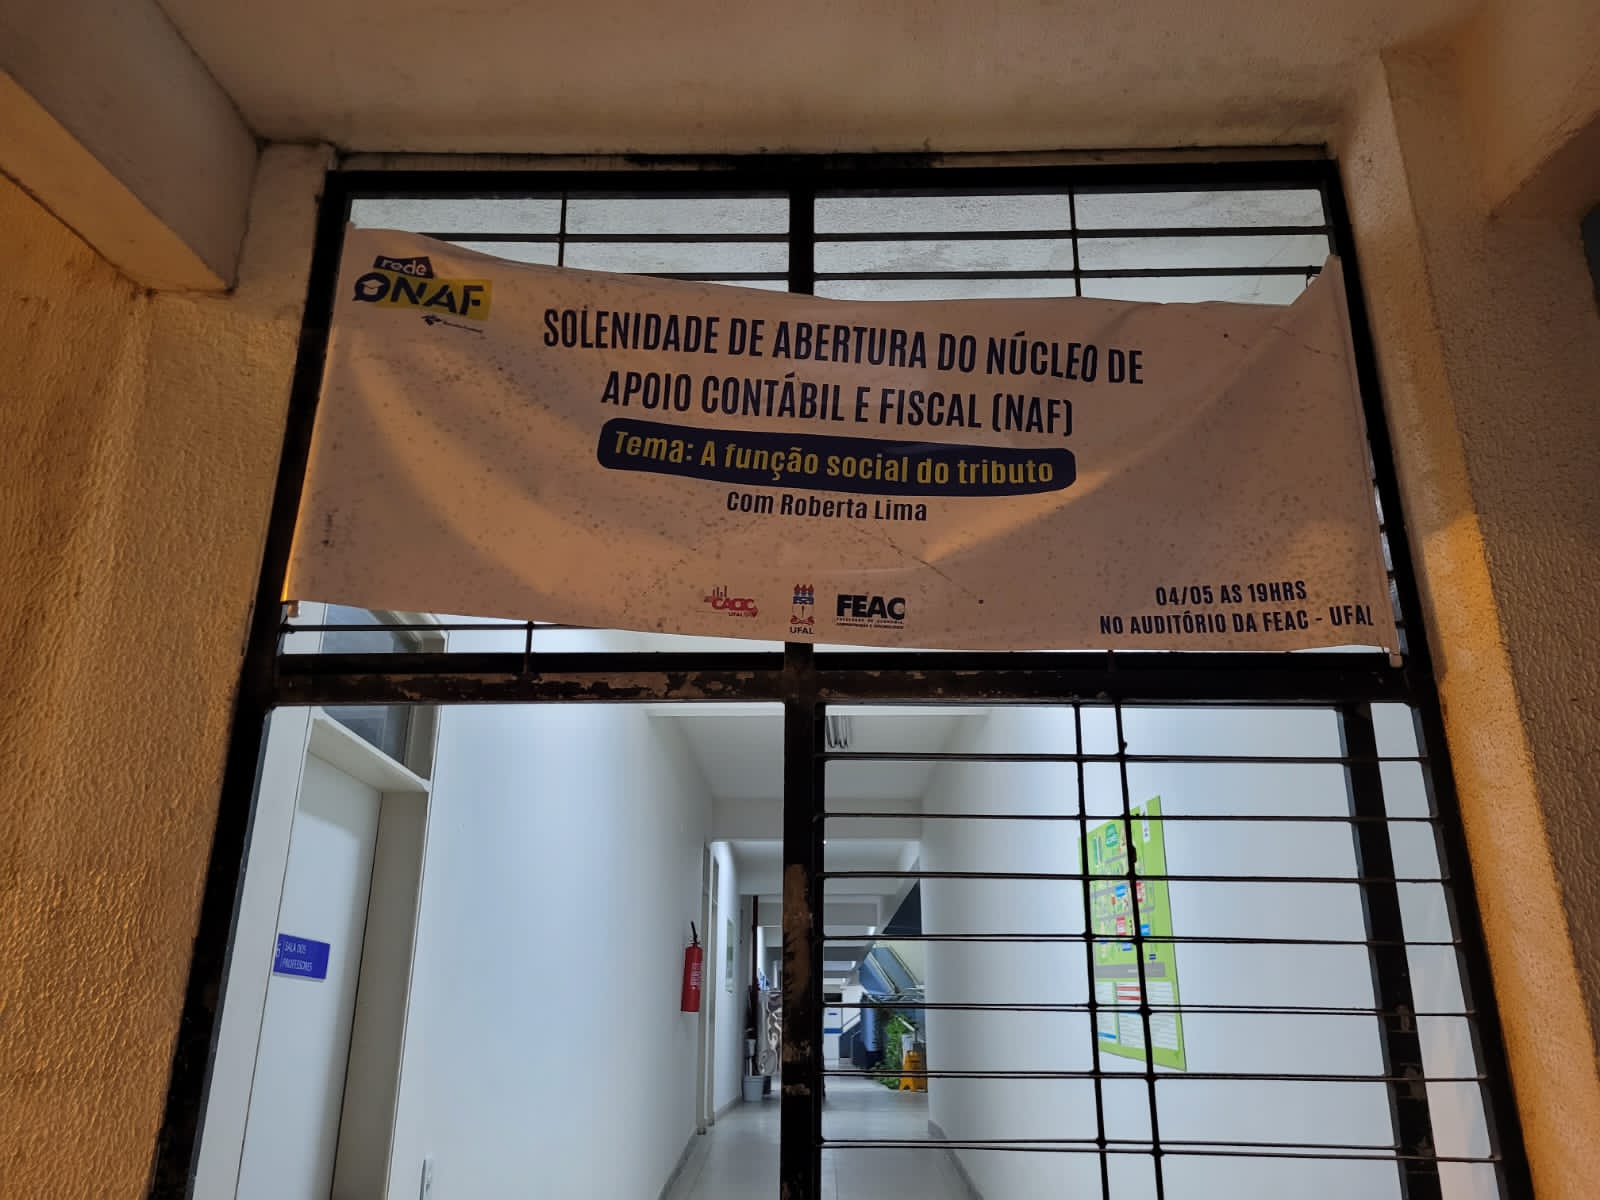 rede
NAF
SOLENIDADE DE ABERTURA DO NÚCLEO DE
APOIO CONTÁBIL E FISCAL (NAF)
Tema: A função social do tributo
com Roberta Lima
CACIC
UFAL
UFAL
FEAC
04/05 AS 19HRS
NO AUDITÓRIO DA FEAC - UFAL
SALA DOS
PROFESSORES